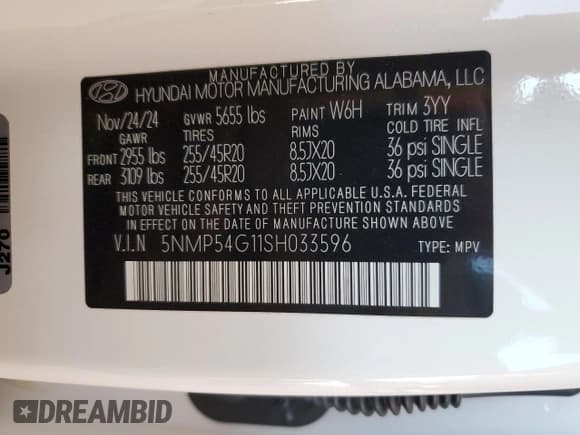 MANUFACTURED BY
HYUNDAI MOTOR MANUFACTURING ALABAMA, LLC
Nov/24/24 GVWR 5655 lbs PAINT W6H TRIM 3YY
GAWR TIRES RIMS COLD TIRE INFL
FRONT 2955 lbs 255/45R20 8.5JX20 36 psi SINGLE
REAR 3109 lbs 255/45R20 8.5JX20 36 psi SINGLE
THIS VEHICLE CONFORMS TO ALL APPLICABLE U.S.A. FEDERAL
MOTOR VEHICLE SAFETY AND THEFT PREVENTION STANDARDS
IN EFFECT ON THE DATE OF MANUFACTURE SHOWN ABOVE.
V.I.N 5NMP54G11SH033596 TYPE: MPV
J270
DREAMBID